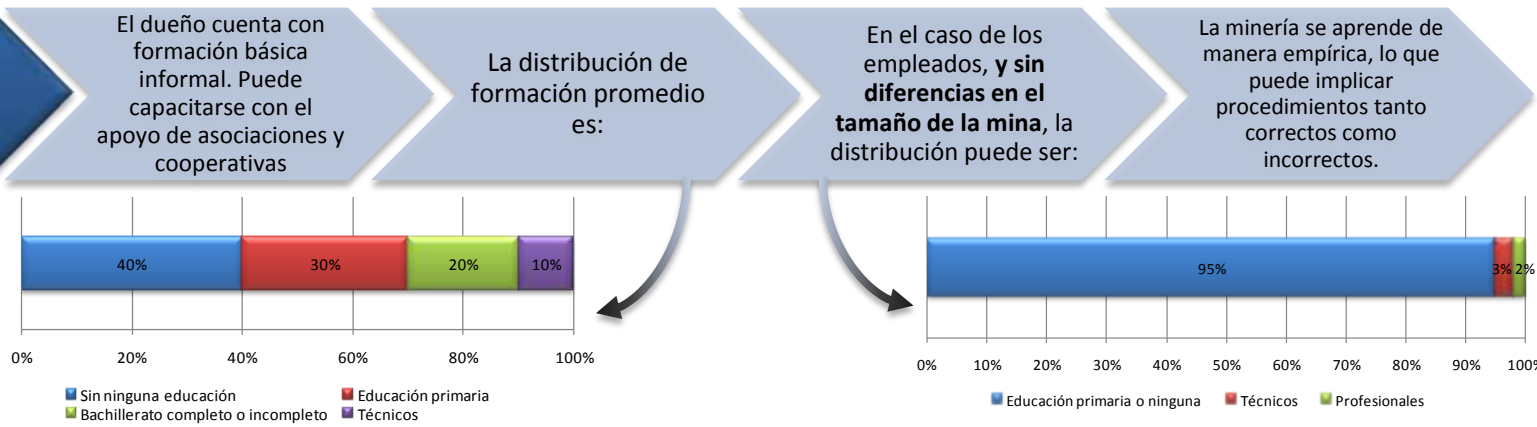 El dueño cuenta con
formación básica
informal. Puede
capacitarse con el
apoyo de asociaciones y
cooperativas
La distribución de
formación promedio
es:
En el caso de los
empleados, y sin
diferencias en el
tamaño de la mina, la
distribución puede ser:
La minería se aprende de
manera empírica, lo que
puede implicar
procedimientos tanto
correctos como
incorrectos.
40% 30% 20% 10%
0% 20% 40% 60% 80% 100%
Sin ninguna educación Educación primaria
Bachillerato completo o incompleto Técnicos
95% 3% 2%
0% 10% 20% 30% 40% 50% 60% 70% 80% 90% 100%
Educación primaria o ninguna Técnicos Profesionales